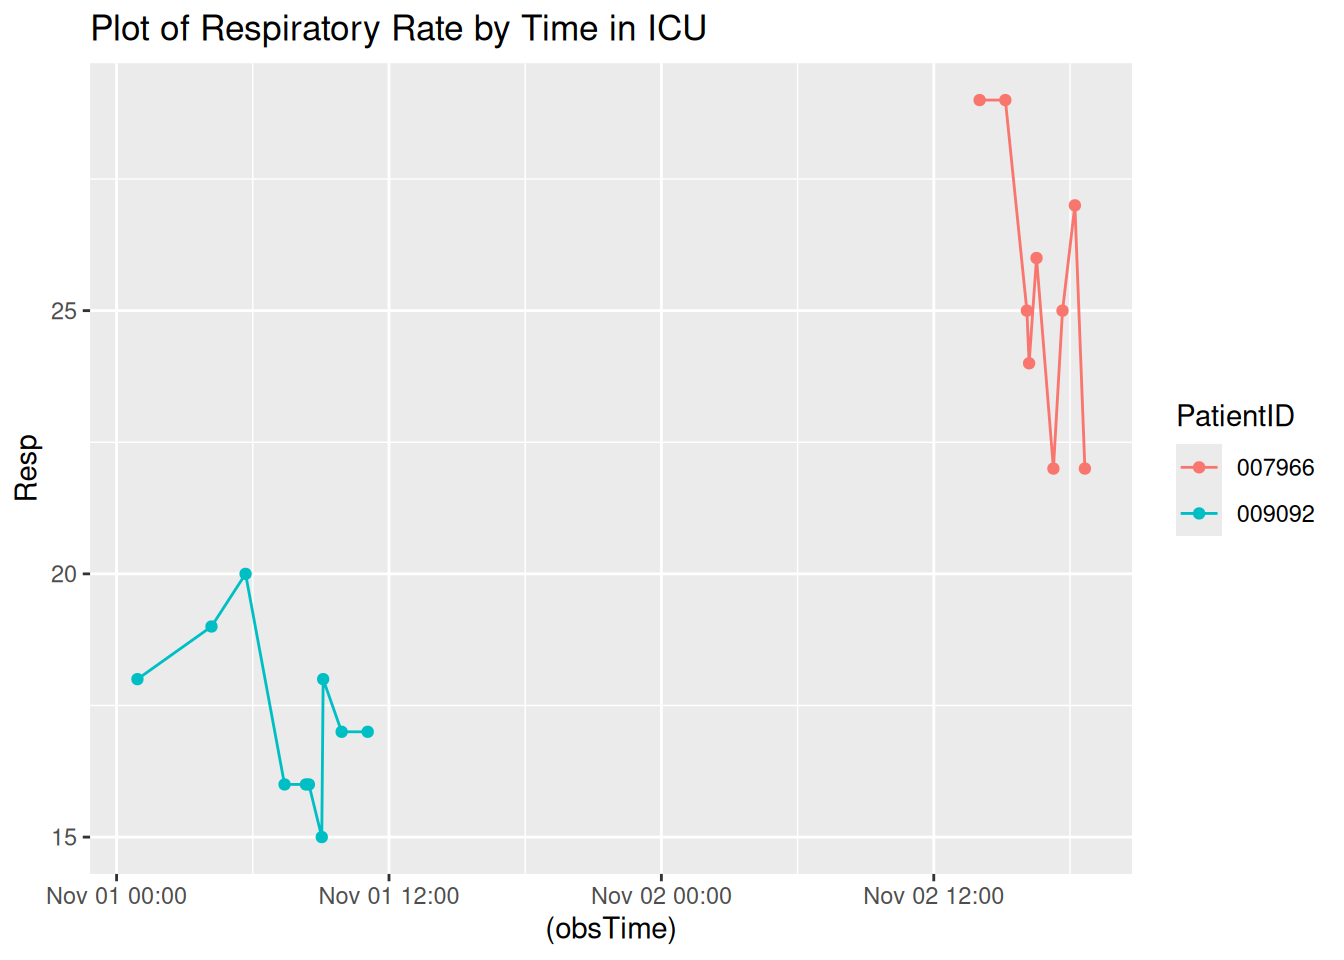 Plot of Respiratory Rate by Time in ICU
25
20
15
Resp
Nov 01 00:00
Nov 01 12:00
Nov 02 00:00
Nov 02 12:00
(obsTime)
PatientID
007966
009092